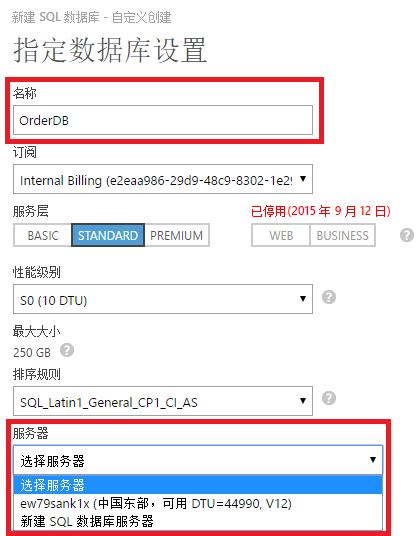 新建 SQL 数据库 - 自定义创建
指定数据库设置
名称
OrderDB
订阅
Internal Billing (e2eaa986-29d9-48c9-8302-1e29
服务层 已停用(2015 年 9 月 12 日)
BASIC STANDARD PREMIUM WEB BUSINESS ?
性能级别
S0 (10 DTU) ?
最大大小
250 GB ?
排序规则
SQL_Latin1_General_CP1_CI_AS ?
服务器
选择服务器
选择服务器
ew79sank1x (中国东部，可用 DTU=44990, V12)
新建 SQL 数据库服务器